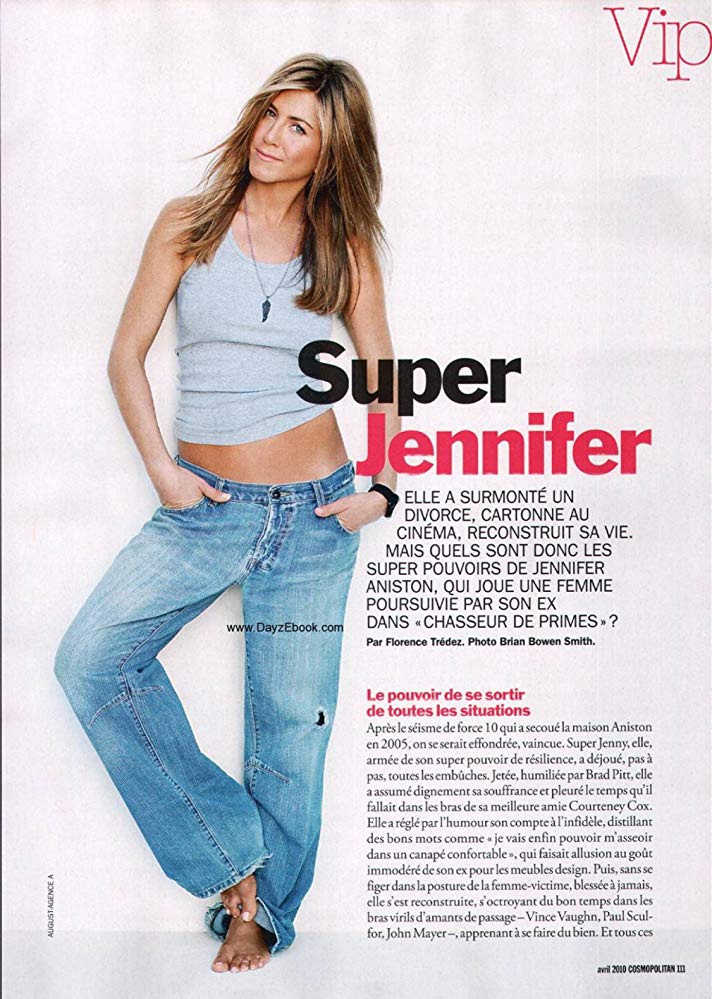 Vip
Super
Jennifer
ELLE A SURMONTÉ UN
DIVORCE, CARTONNE AU
CINÉMA, RECONSTRUIT SA VIE.
MAIS QUELS SONT DONC LES
SUPER POUVOIRS DE JENNIFER
ANISTON, QUI JOUE UNE FEMME
POURSUIVIE PAR SON EX
DANS «CHASSEUR DE PRIMES»?
Par Florence Trédez. Photo Brian Bowen Smith.
www.DayzEbook.com
Le pouvoir de se sortir
de toutes les situations
Après le séisme de force 10 qui a secoué la maison Aniston
en 2005, on se serait effondrée, vaincue. Super Jenny, elle,
armée de son super pouvoir de résilience, a déjoué, pas à
pas, toutes les embûches. Jetée, humiliée par Brad Pitt, elle
a assumé dignement sa souffrance et pleuré le temps qu'il
fallait dans les bras de sa meilleure amie Courteney Cox.
Elle a réglé par l'humour son compte à l'infidèle, distillant
des bons mots comme « je vais enfin pouvoir m'asseoir
dans un canapé confortable », qui faisait allusion au goût
immodéré de son ex pour les meubles design. Puis, sans se
figer dans la posture de la femme-victime, blessée à jamais,
elle s'est reconstruite, s'octroyant du bon temps dans les
bras virils d'amants de passage – Vince Vaughn, Paul Scul-
for, John Mayer –, apprenant à se faire du bien. Et tous ces
AUGUST-AGENCE A
avril 2010 COSMOPOLITAN 111